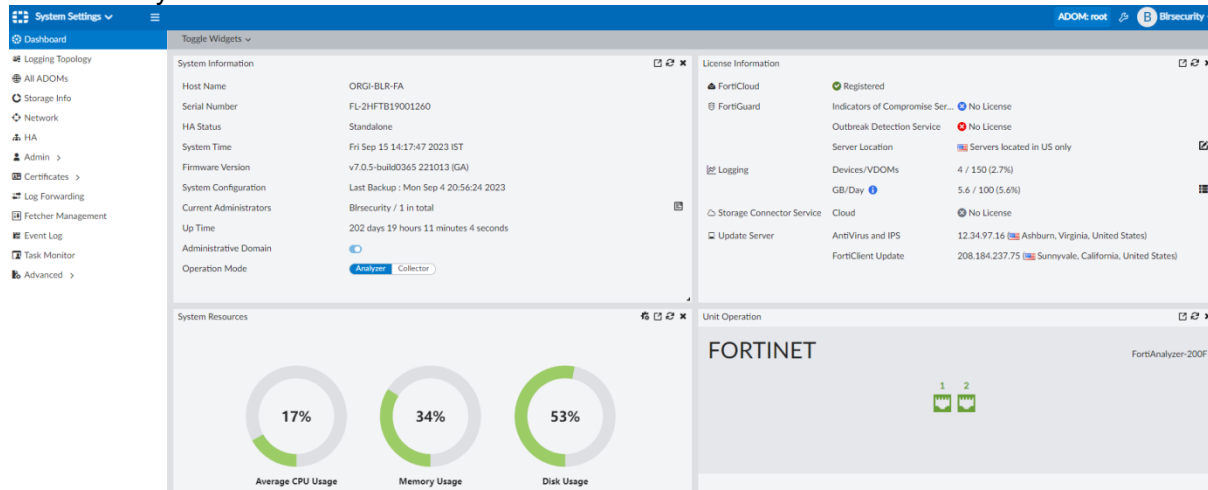 System Settings
ADOM: root
B
Blrsecurity
Dashboard
Toggle Widgets
Logging Topology
All ADOMs
Storage Info
Network
HA
Admin
Certificates
Log Forwarding
Fetcher Management
Event Log
Task Monitor
Advanced
System Information
Host Name ORGI-BLR-FA
Serial Number FL-2HFTB19001260
HA Status Standalone
System Time Fri Sep 15 14:17:47 2023 IST
Firmware Version v7.0.5-build0365 221013 (GA)
System Configuration Last Backup : Mon Sep 4 20:56:24 2023
Current Administrators Blrsecurity / 1 in total
Up Time 202 days 19 hours 11 minutes 4 seconds
Administrative Domain
Operation Mode Analyzer Collector
License Information
FortiCloud Registered
FortiGuard Indicators of Compromise Ser... No License
Outbreak Detection Service No License
Server Location Servers located in US only
Logging Devices/VDOMs 4 / 150 (2.7%)
GB/Day 5.6 / 100 (5.6%)
Storage Connector Service Cloud No License
Update Server AntiVirus and IPS 12.34.97.16 (Ashburn, Virginia, United States)
FortiClient Update 208.184.237.75 (Sunnyvale, California, United States)
System Resources
17%
34%
53%
Average CPU Usage
Memory Usage
Disk Usage
Unit Operation
FORTINET
FortiAnalyzer-200F
1 2